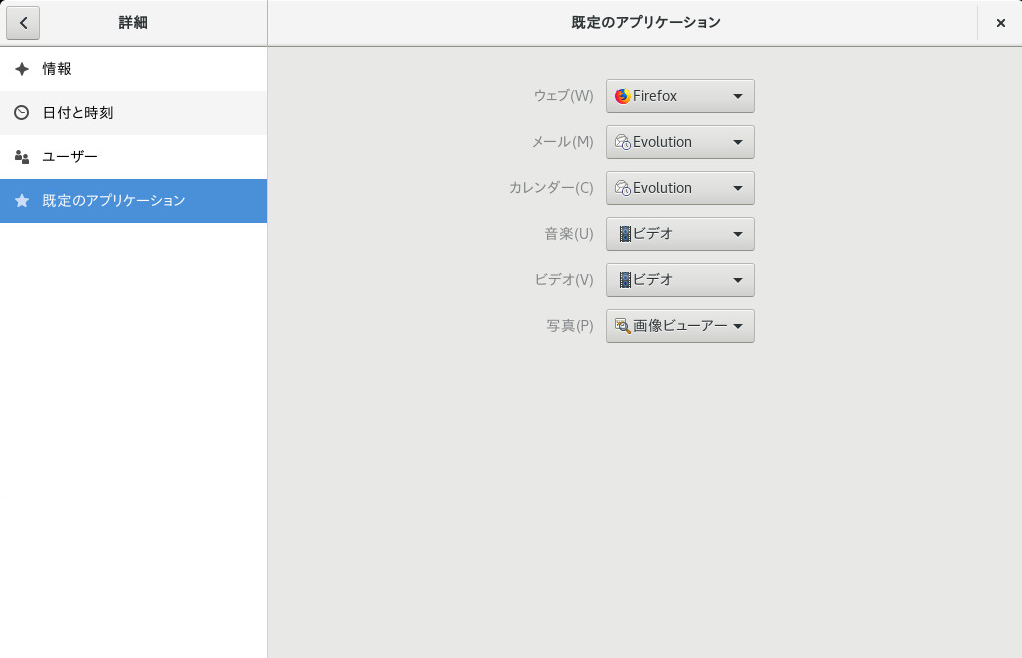 詳細
既定のアプリケーション
情報
日付と時刻
ユーザー
既定のアプリケーション
ウェブ(W) Firefox
メール(M) Evolution
カレンダー(C) Evolution
音楽(U) ビデオ
ビデオ(V) ビデオ
写真(P) 画像ビューアー